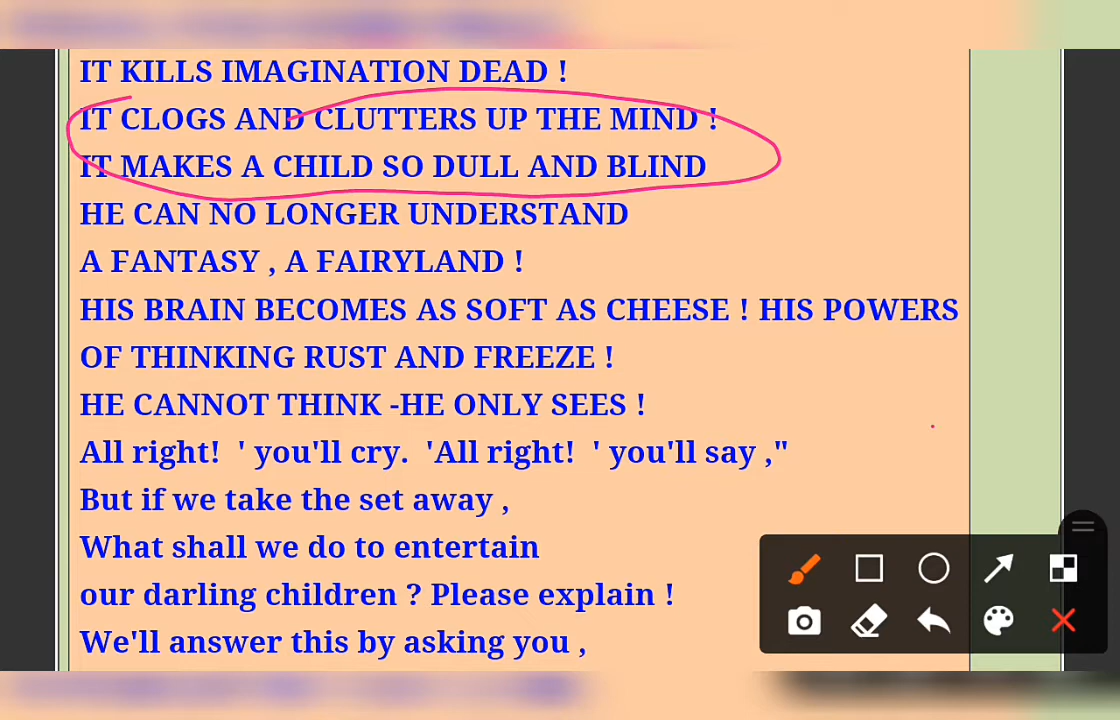 IT KILLS IMAGINATION DEAD !
IT CLOGS AND CLUTTERS UP THE MIND !
IT MAKES A CHILD SO DULL AND BLIND
HE CAN NO LONGER UNDERSTAND
A FANTASY , A FAIRYLAND !
HIS BRAIN BECOMES AS SOFT AS CHEESE ! HIS POWERS
OF THINKING RUST AND FREEZE !
HE CANNOT THINK -HE ONLY SEES !
All right!  ' you'll cry.  'All right!  ' you'll say ,"
But if we take the set away ,
What shall we do to entertain
our darling children ? Please explain !
We'll answer this by asking you ,